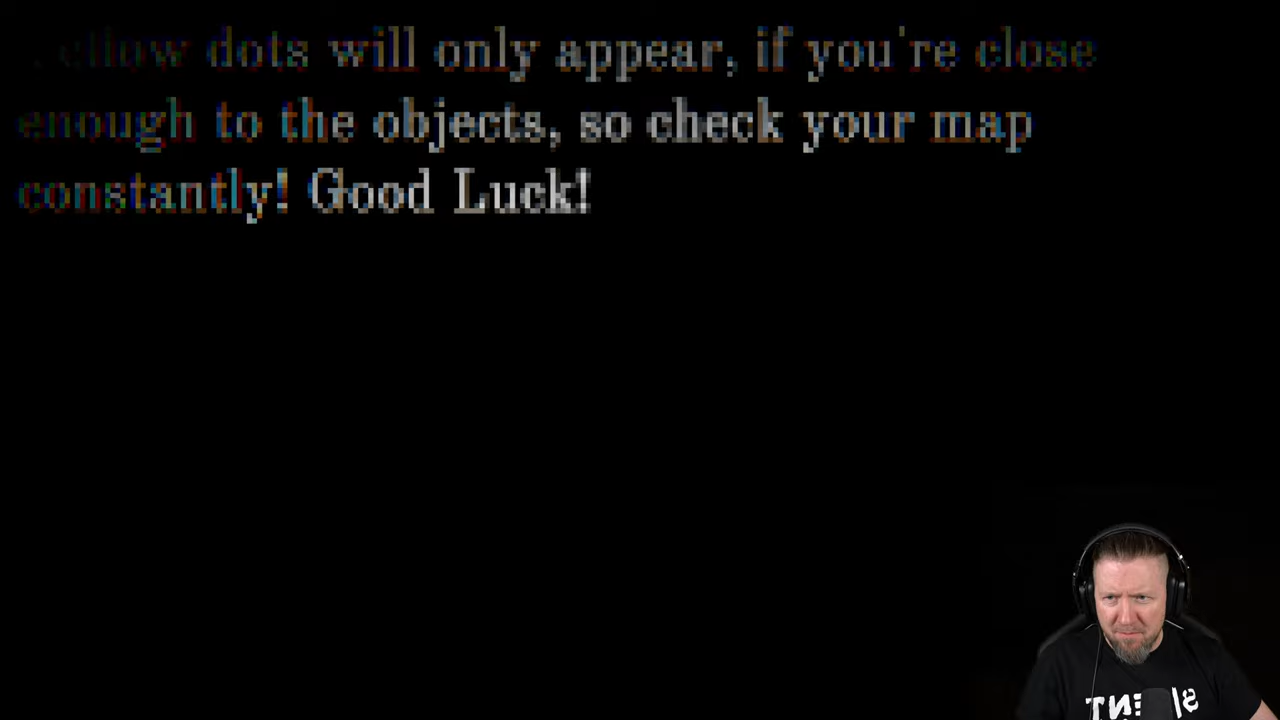 dots will only appear, if you're close
enough to the objects, so check your map
constantly! Good Luck!